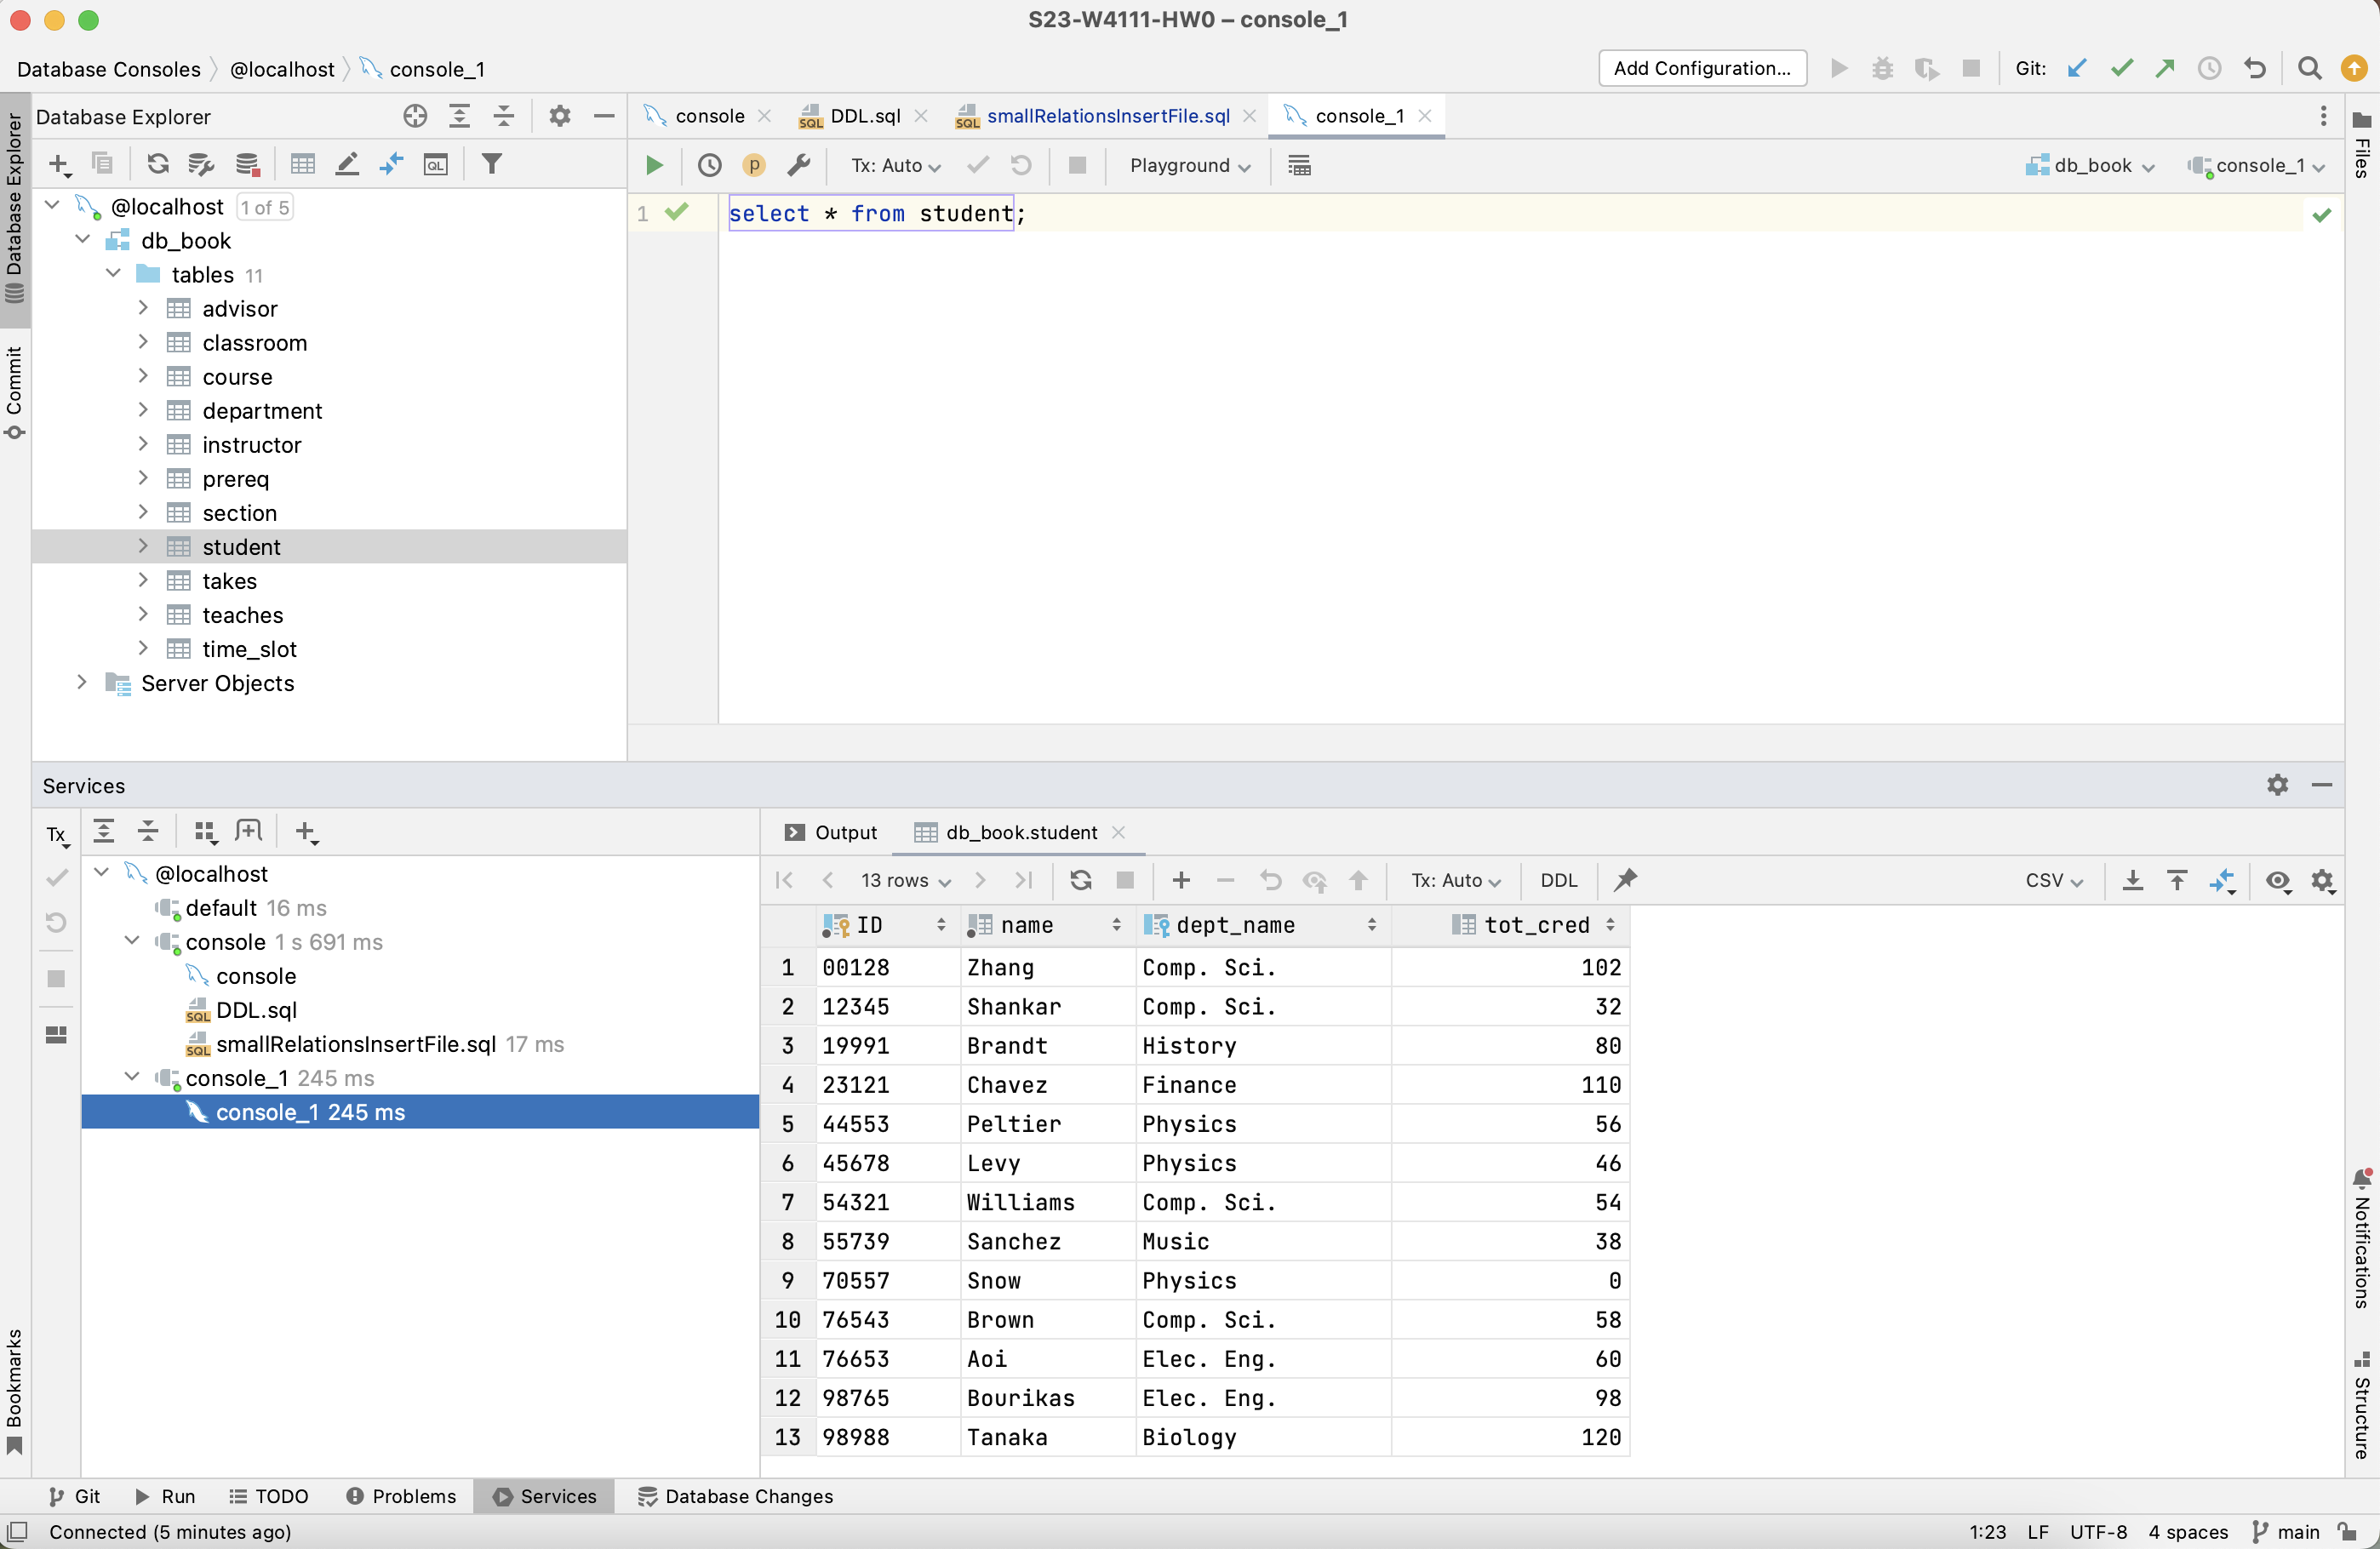 S23-W4111-HW0 – console_1
Database Consoles @localhost console_1 Add Configuration... Git:
Database Explorer
console DDL.sql smallRelationsInsertFile.sql console_1
Tx: Auto Playground db_book console_1
@localhost 1 of 5
db_book
tables 11
advisor
classroom
course
department
instructor
prereq
section
student
takes
teaches
time_slot
Server Objects
1 select * from student;
Database Explorer
Commit
Bookmarks
Files
Notifications
Structure
Services
Tx
@localhost
default 16 ms
console 1 s 691 ms
console
DDL.sql
smallRelationsInsertFile.sql 17 ms
console_1 245 ms
console_1 245 ms
Output db_book.student
13 rows Tx: Auto DDL CSV
ID name dept_name tot_cred
1 00128 Zhang Comp. Sci. 102
2 12345 Shankar Comp. Sci. 32
3 19991 Brandt History 80
4 23121 Chavez Finance 110
5 44553 Peltier Physics 56
6 45678 Levy Physics 46
7 54321 Williams Comp. Sci. 54
8 55739 Sanchez Music 38
9 70557 Snow Physics 0
10 76543 Brown Comp. Sci. 58
11 76653 Aoi Elec. Eng. 60
12 98765 Bourikas Elec. Eng. 98
13 98988 Tanaka Biology 120
Git Run TODO Problems Services Database Changes
Connected (5 minutes ago) 1:23 LF UTF-8 4 spaces main